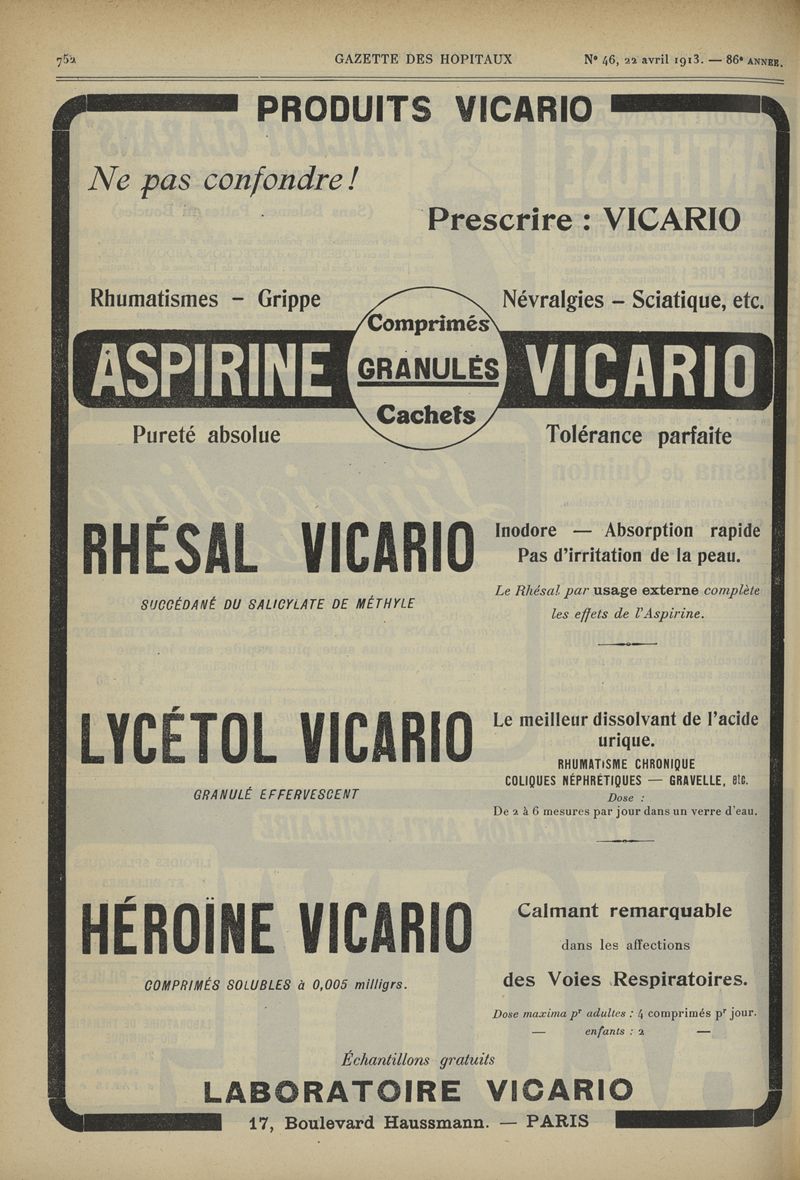 752
GAZETTE DES HOPITAUX
N° 46, 22 avril 1913. — 86e ANNEE.
PRODUITS VICARIO
Ne pas confondre !
Prescrire : VICARIO
Rhumatismes – Grippe
Névralgies – Sciatique, etc.
Comprimés
ASPIRINE GRANULÉS VICARIO
Cachets
Pureté absolue
Tolérance parfaite
RHÉSAL VICARIO
SUCCÉDANÉ DU SALICYLATE DE MÉTHYLE
Inodore — Absorption rapide
Pas d'irritation de la peau.
Le Rhésal par usage externe complète
les effets de l'Aspirine.
LYCÉTOL VICARIO
GRANULÉ EFFERVESCENT
Le meilleur dissolvant de l'acide
urique.
RHUMATISME CHRONIQUE
COLIQUES NÉPHRÉTIQUES — GRAVELLE, etc.
Dose :
De 2 à 6 mesures par jour dans un verre d'eau.
HÉROÏNE VICARIO
COMPRIMÉS SOLUBLES à 0,005 milligrs.
Calmant remarquable
dans les affections
des Voies Respiratoires.
Dose maxima pr adultes : 4 comprimés pr jour.
— enfants : 2 —
Échantillons gratuits
LABORATOIRE VICARIO
17, Boulevard Haussmann. — PARIS